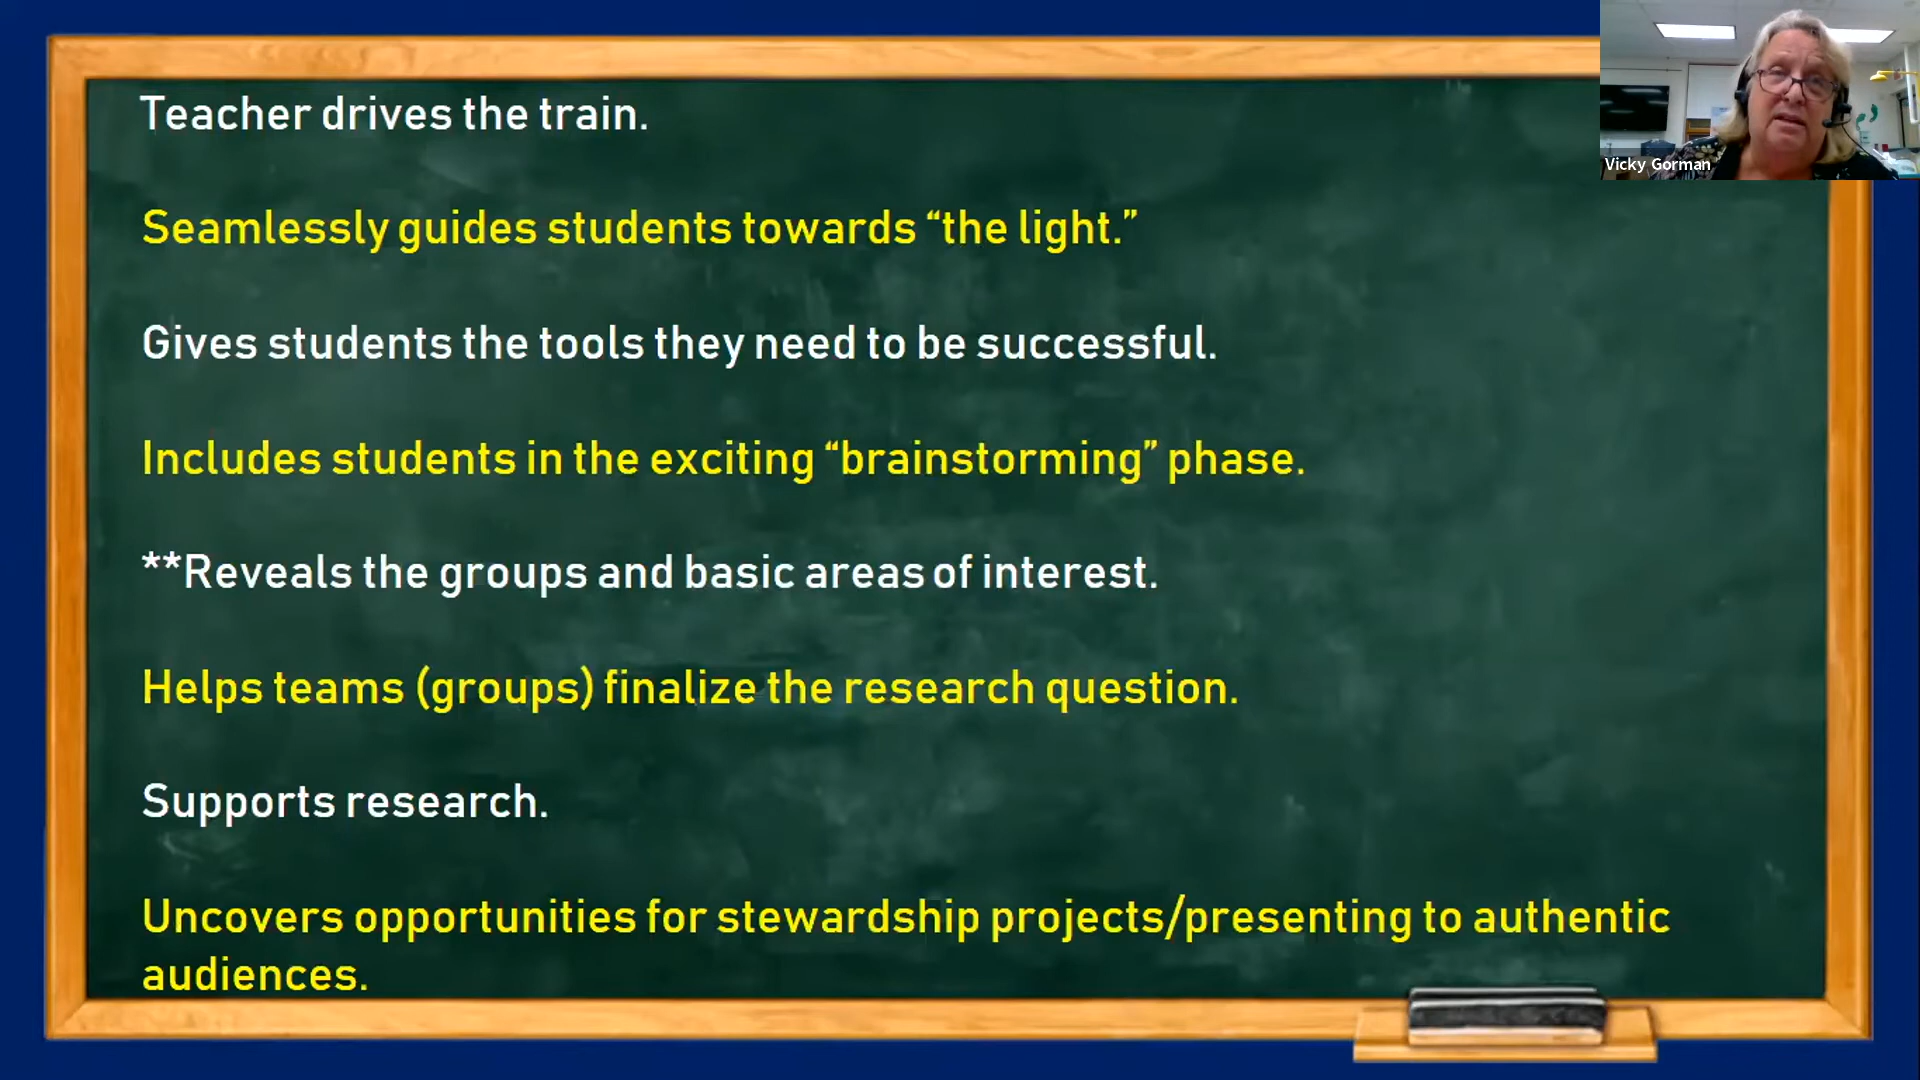 Teacher drives the train.
Seamlessly guides students towards “the light.”
Gives students the tools they need to be successful.
Includes students in the exciting “brainstorming” phase.
**Reveals the groups and basic areas of interest.
Helps teams (groups) finalize the research question.
Supports research.
Uncovers opportunities for stewardship projects/presenting to authentic
audiences.
Vicky Gorman